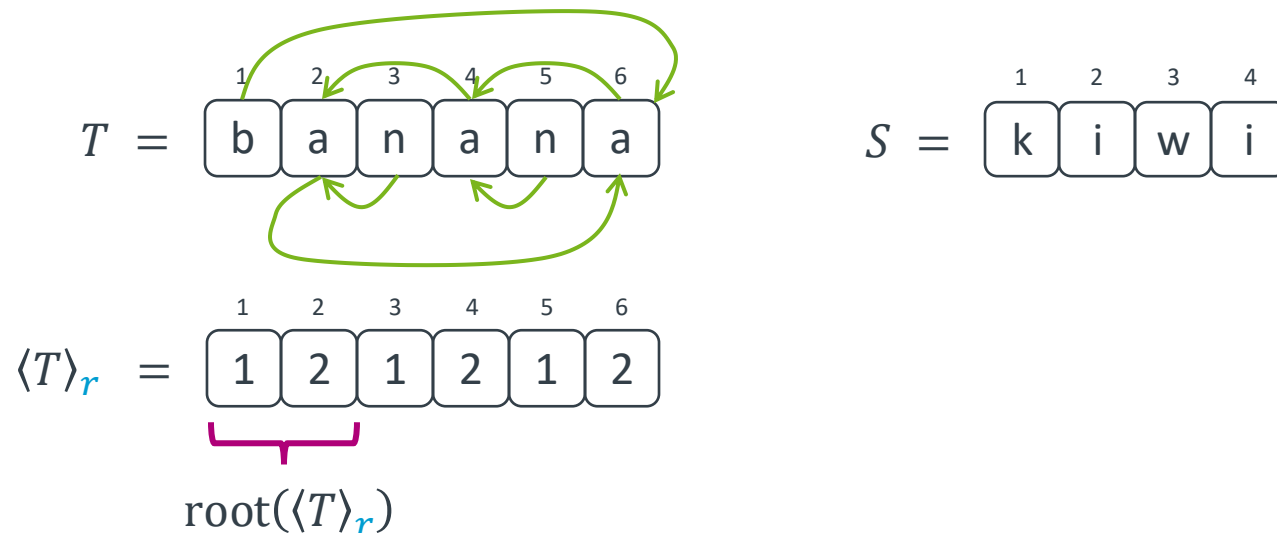 1 2 3 4 5 6
T = b a n a n a
1 2 3 4
S = k i w i
1 2 3 4 5 6
⟨T⟩r = 1 2 1 2 1 2
root(⟨T⟩r)